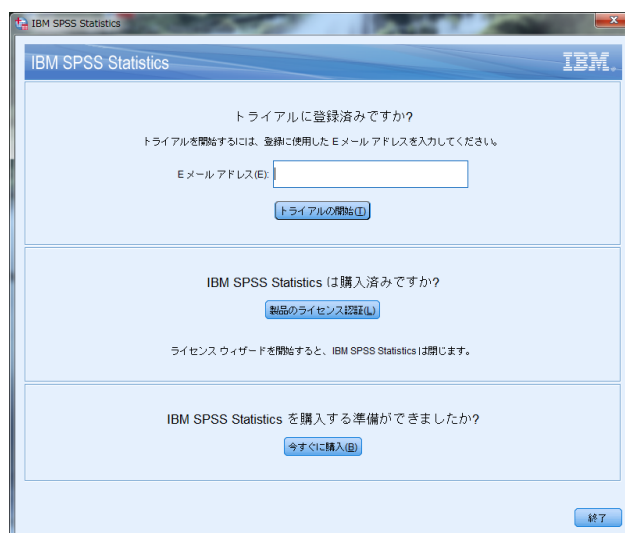 IBM SPSS Statistics
IBM SPSS Statistics IBM.
トライアルに登録済みですか?
トライアルを開始するには、登録に使用した E メール アドレスを入力してください。
E メール アドレス(E):
トライアルの開始(T)
IBM SPSS Statistics は購入済みですか?
製品のライセンス認証(L)
ライセンス ウィザードを開始すると、IBM SPSS Statistics は閉じます。
IBM SPSS Statistics を購入する準備ができましたか?
今すぐに購入(B)
終了